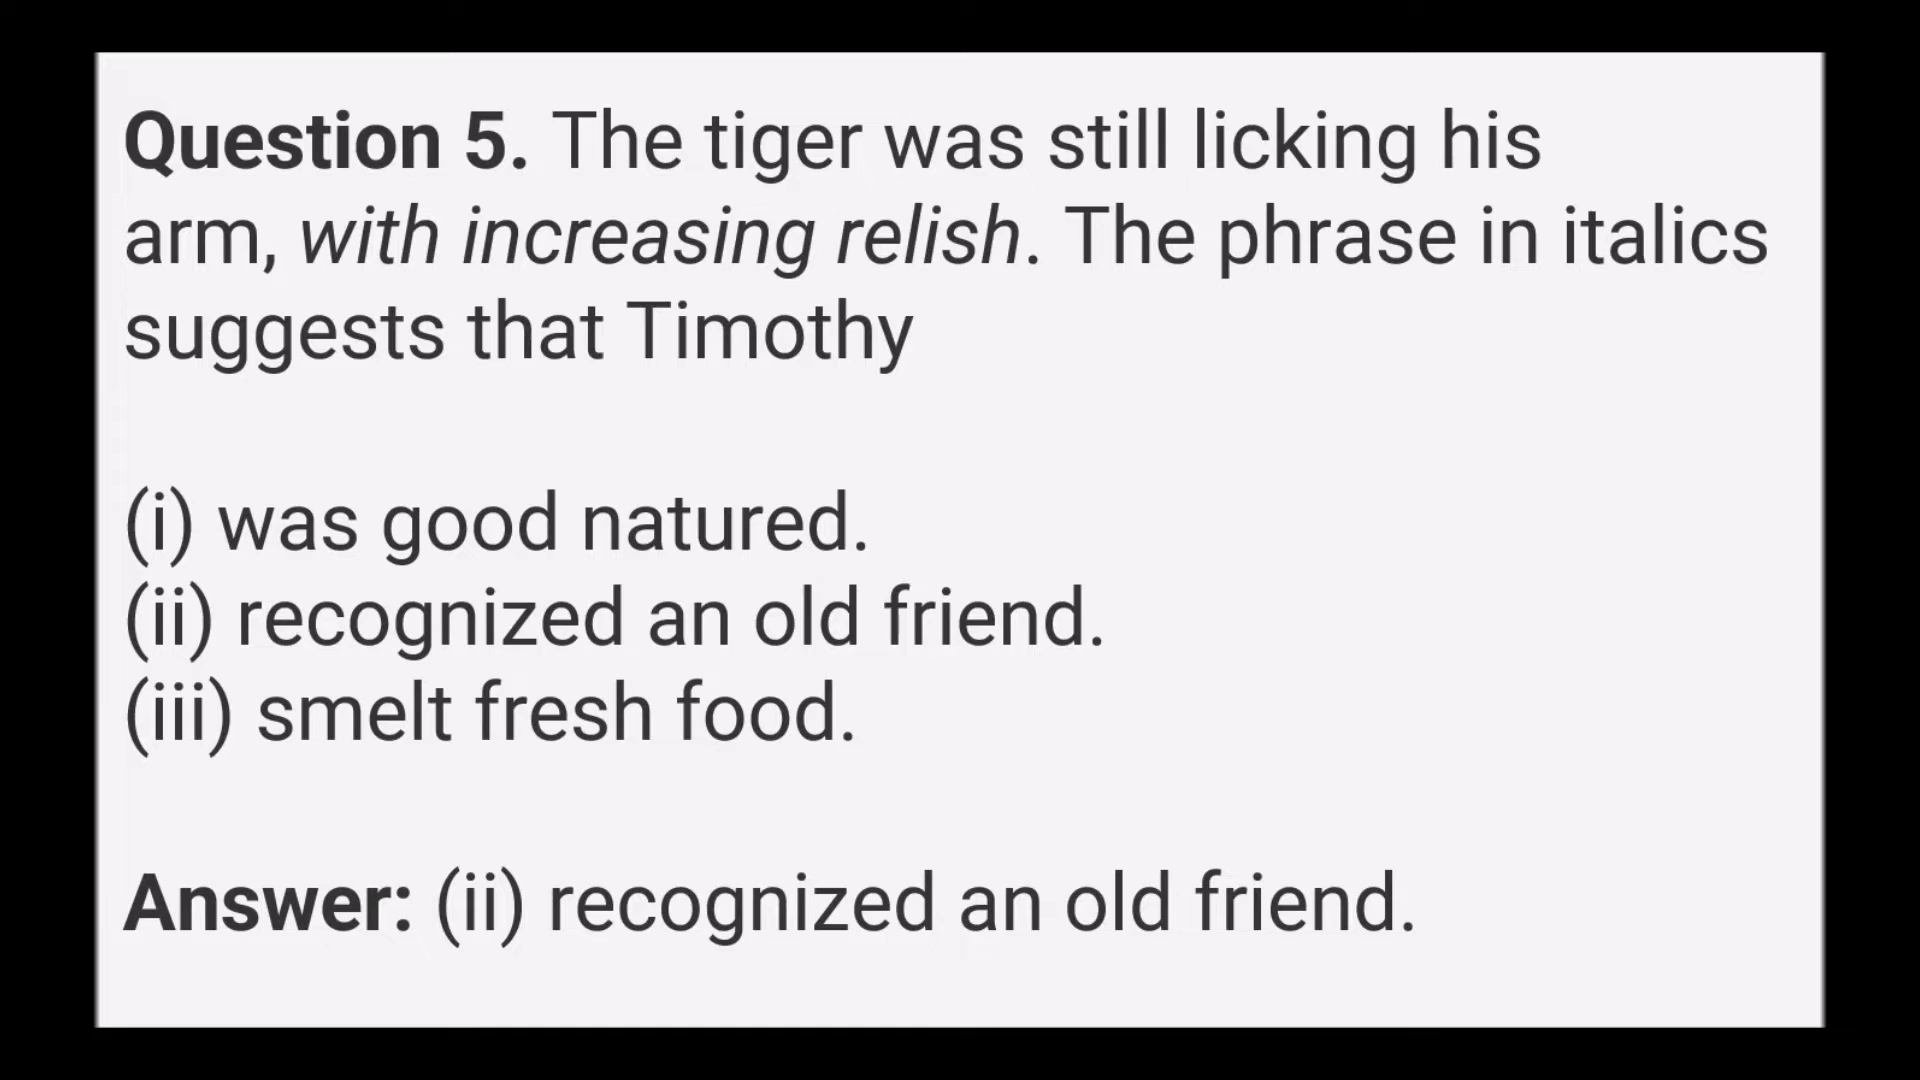 Question 5. The tiger was still licking his
arm, with increasing relish. The phrase in italics
suggests that Timothy
(i) was good natured.
(ii) recognized an old friend.
(iii) smelt fresh food.
Answer: (ii) recognized an old friend.